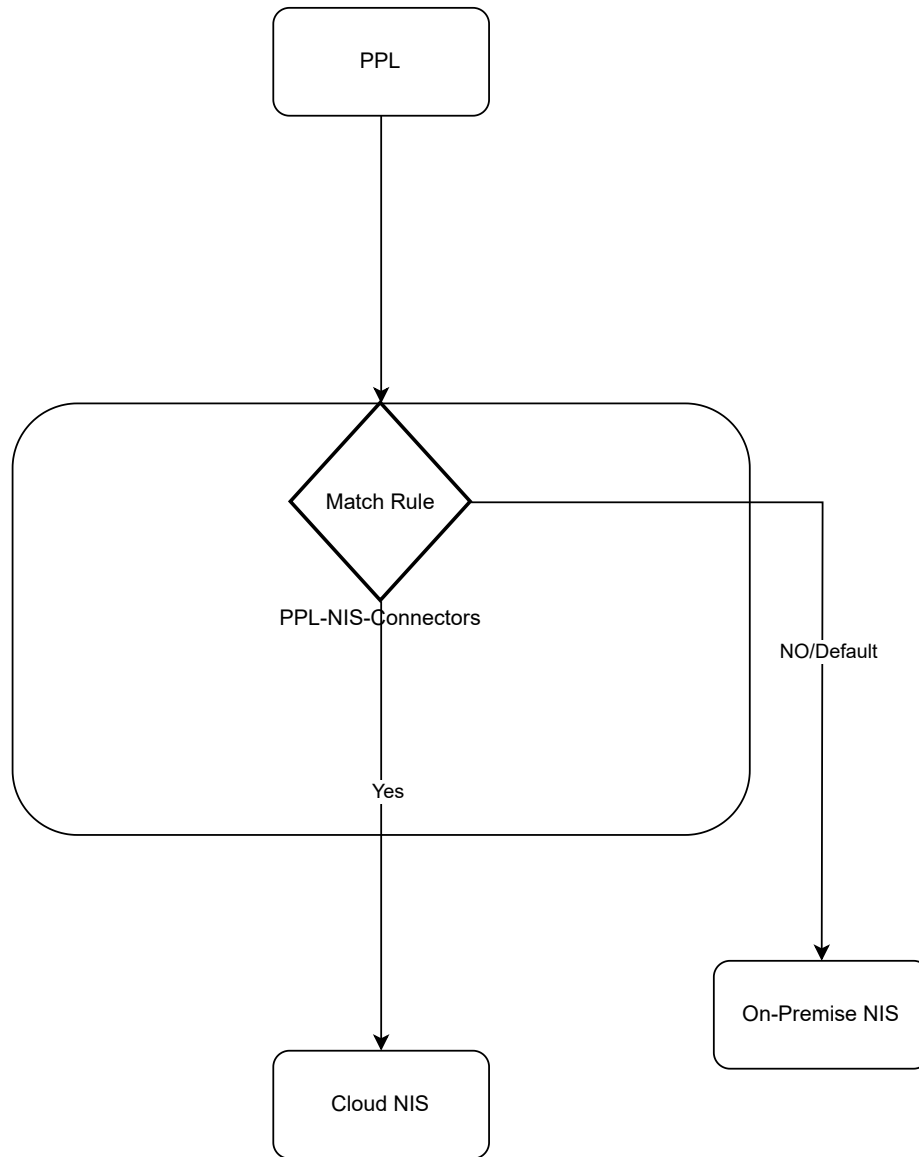 PPL
Match Rule
PPL-NIS-Connectors
NO/Default
Yes
On-Premise NIS
Cloud NIS